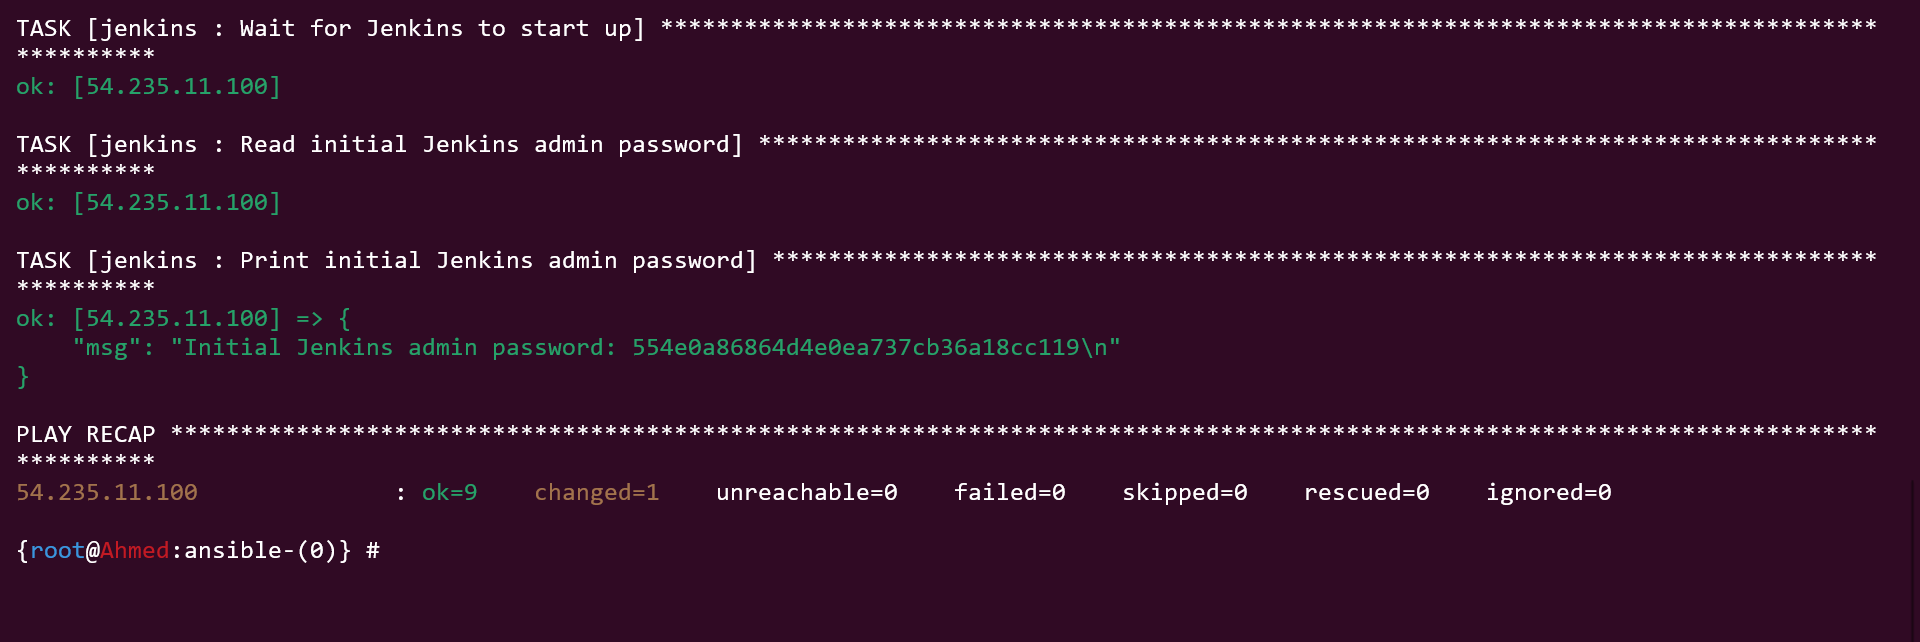 TASK [jenkins : Wait for Jenkins to start up] ***************************************************************************************
**********
ok: [54.235.11.100]
TASK [jenkins : Read initial Jenkins admin password] ********************************************************************************
**********
ok: [54.235.11.100]
TASK [jenkins : Print initial Jenkins admin password] *******************************************************************************
**********
ok: [54.235.11.100] => {
    "msg": "Initial Jenkins admin password: 554e0a86864d4e0ea737cb36a18cc119\n"
}
PLAY RECAP **************************************************************************************************************************
**********
54.235.11.100              : ok=9    changed=1    unreachable=0    failed=0    skipped=0    rescued=0    ignored=0
{root@Ahmed:ansible-(0)} #